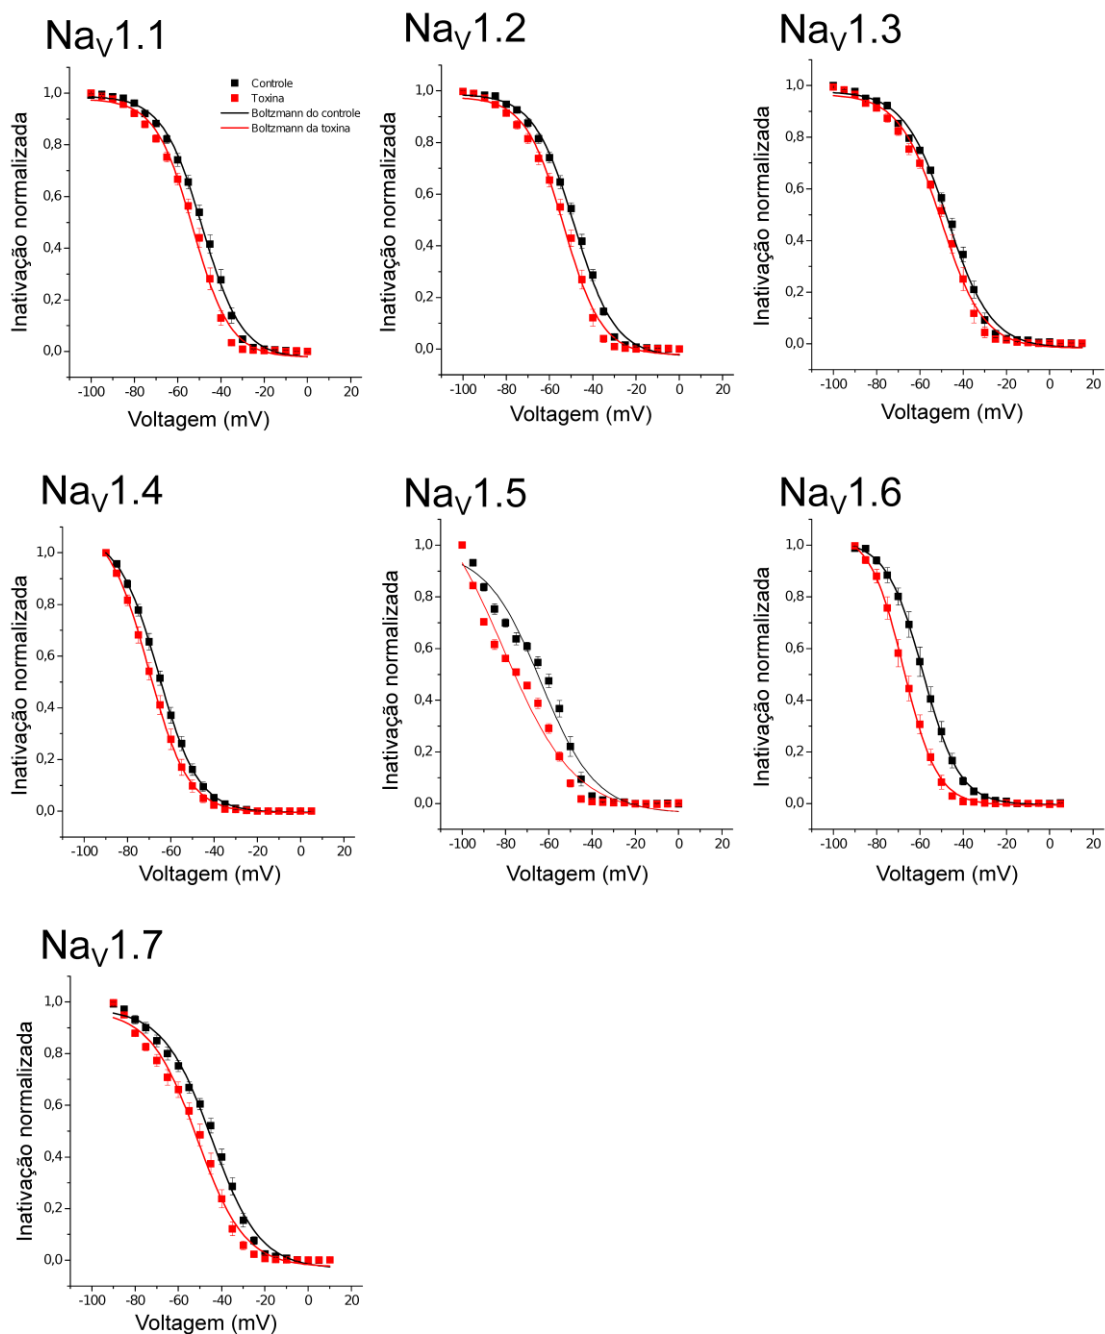 Na_V1.1
Na_V1.2
Na_V1.3
Inativação normalizada
1,0
0,8
0,6
0,4
0,2
0,0
-100 -80 -60 -40 -20 0 20
Voltagem (mV)
Controle
Toxina
Boltzmann do controle
Boltzmann da toxina
Inativação normalizada
1,0
0,8
0,6
0,4
0,2
0,0
-100 -80 -60 -40 -20 0 20
Voltagem (mV)
Inativação normalizada
1,0
0,8
0,6
0,4
0,2
0,0
-100 -80 -60 -40 -20 0 20
Voltagem (mV)
Na_V1.4
Na_V1.5
Na_V1.6
Inativação normalizada
1,0
0,8
0,6
0,4
0,2
0,0
-100 -80 -60 -40 -20 0 20
Voltagem (mV)
Inativação normalizada
1,0
0,8
0,6
0,4
0,2
0,0
-100 -80 -60 -40 -20 0 20
Voltagem (mV)
Inativação normalizada
1,0
0,8
0,6
0,4
0,2
0,0
-100 -80 -60 -40 -20 0 20
Voltagem (mV)
Na_V1.7
Inativação normalizada
1,0
0,8
0,6
0,4
0,2
0,0
-100 -80 -60 -40 -20 0 20
Voltagem (mV)